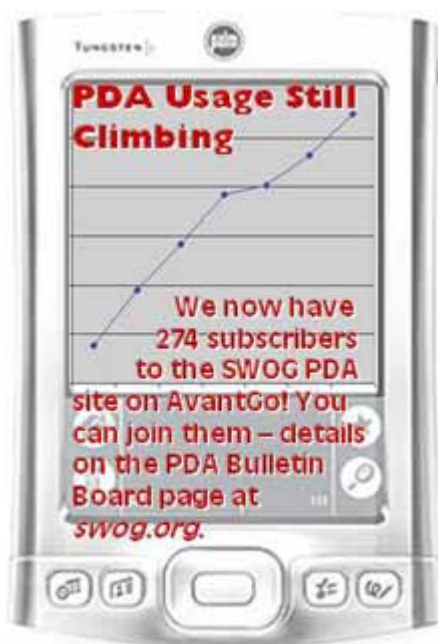 TUNGSTEN
PDA Usage Still
Climbing
We now have
274 subscribers
to the SWOG PDA
site on AvantGo! You
can join them – details
on the PDA Bulletin
Board page at
swog.org.